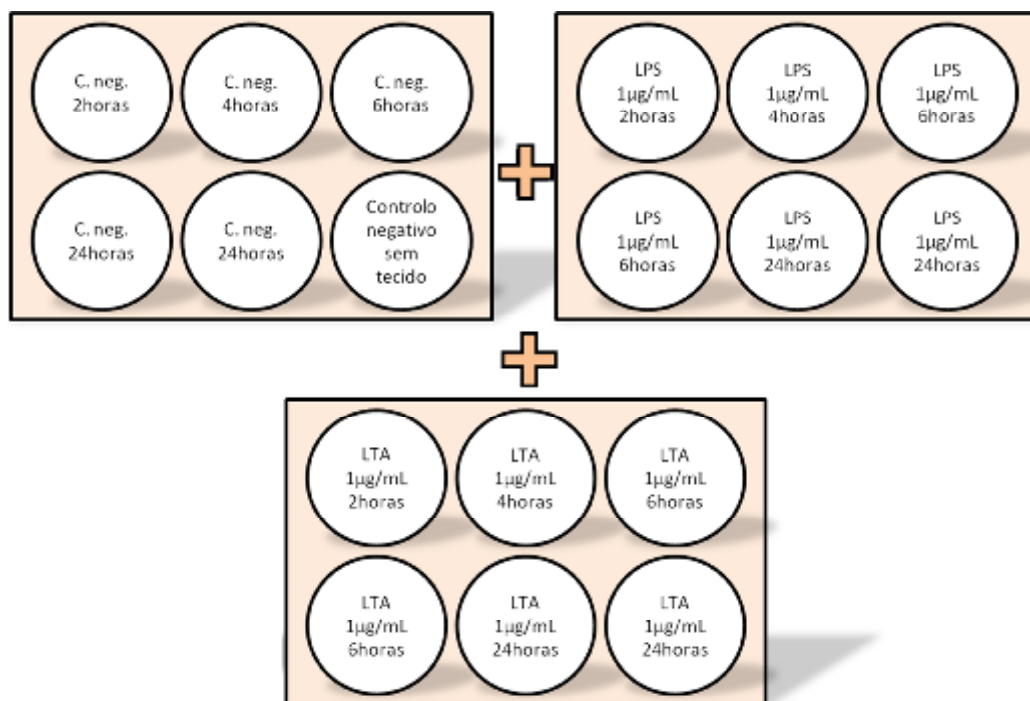 C. neg.
2horas
C. neg.
4horas
C. neg.
6horas
C. neg.
24horas
C. neg.
24horas
Controlo
negativo
sem
tecido
LPS
1µg/mL
2horas
LPS
1µg/mL
4horas
LPS
1µg/mL
6horas
LPS
1µg/mL
6horas
LPS
1µg/mL
24horas
LPS
1µg/mL
24horas
LTA
1µg/mL
2horas
LTA
1µg/mL
4horas
LTA
1µg/mL
6horas
LTA
1µg/mL
6horas
LTA
1µg/mL
24horas
LTA
1µg/mL
24horas